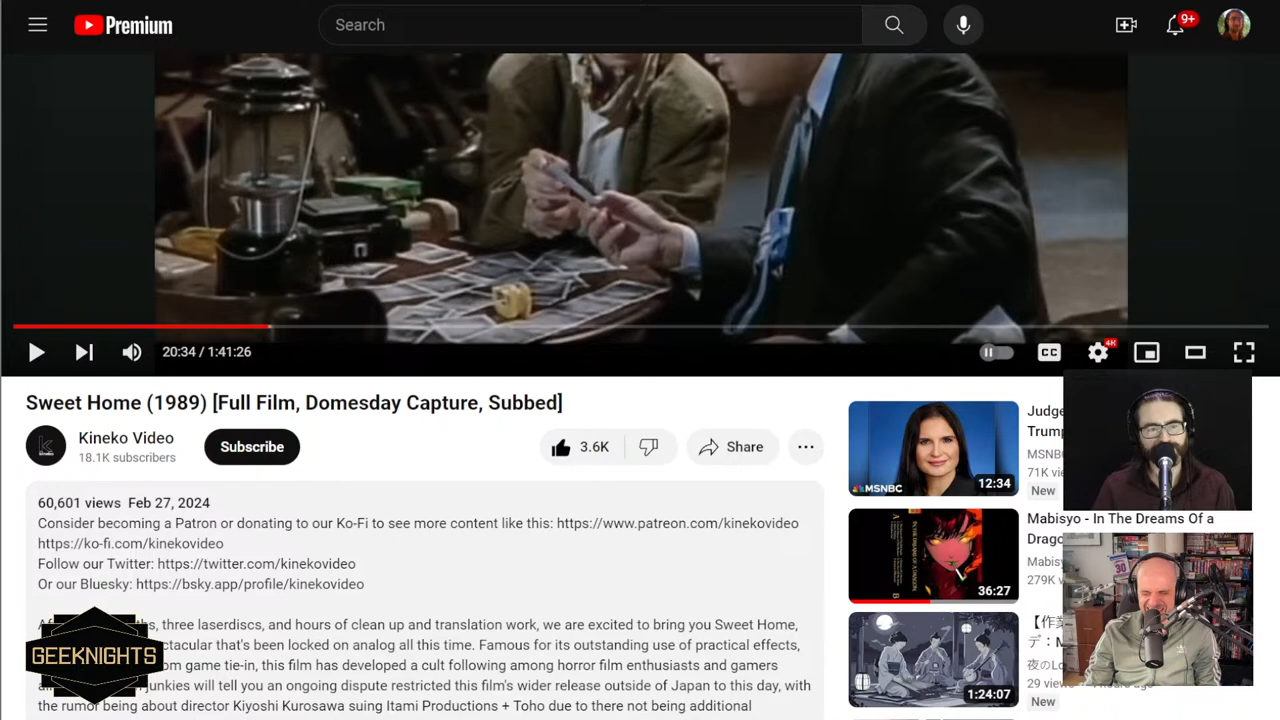 Premium
Search
9+
20:34 / 1:41:26
CC
4K
Sweet Home (1989) [Full Film, Domesday Capture, Subbed]
Kineko Video
18.1K subscribers
Subscribe
3.6K
Share
60,601 views Feb 27, 2024
Consider becoming a Patron or donating to our Ko-Fi to see more content like this: https://www.patreon.com/kinekovideo
https://ko-fi.com/kinekovideo
Follow our Twitter: https://twitter.com/kinekovideo
Or our Bluesky: https://bsky.app/profile/kinekovideo
three laserdiscs, and hours of clean up and translation work, we are excited to bring you Sweet Home,
that's been locked on analog all this time. Famous for its outstanding use of practical effects,
game tie-in, this film has developed a cult following among horror film enthusiasts and gamers
junkies will tell you an ongoing dispute restricted this film's wider release outside of Japan to this day, with
the rumor being about director Kiyoshi Kurosawa suing Itami Productions + Toho due to there not being additional
GEEKNIGHTS
Judge
Trump
MSNBC
71K
New
MSNBC
12:34
Mabisyo - In The Dreams Of a
279K
36:27
29 views
New
1:24:07